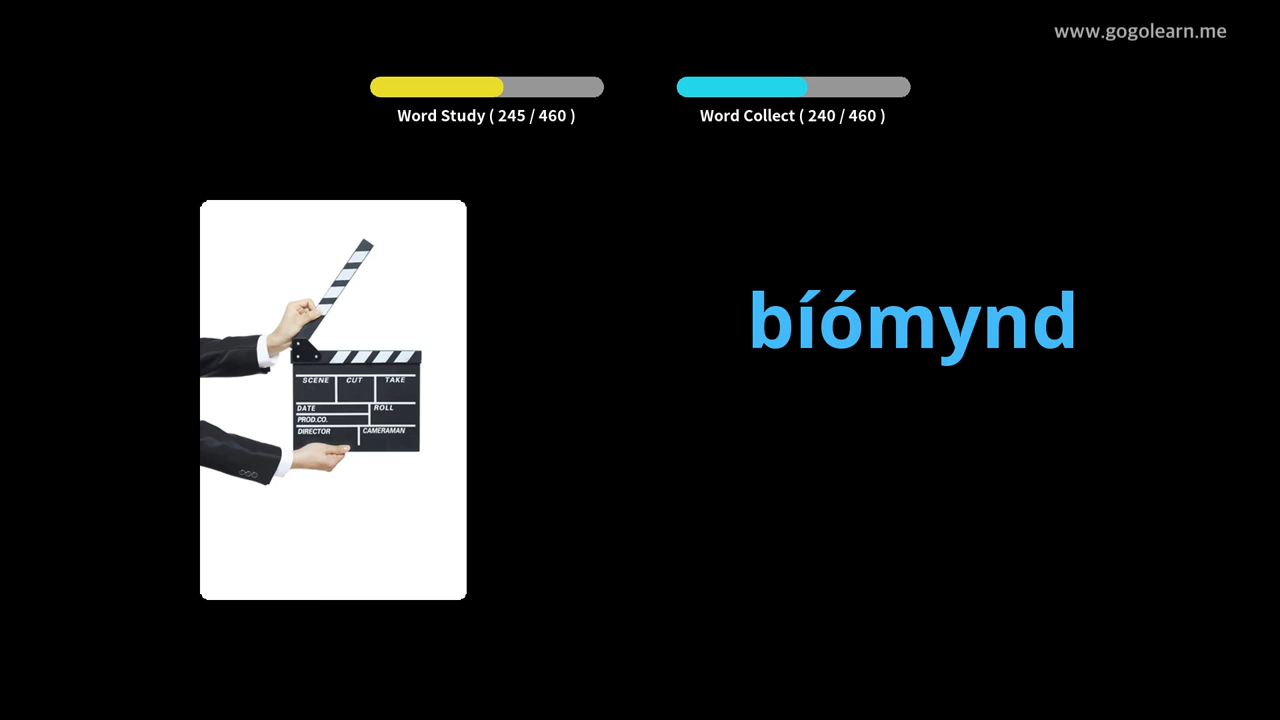 www.gogolearn.me
Word Study ( 245 / 460 )
Word Collect ( 240 / 460 )
bíómynd
SCENE CUT TAKE
DATE ROLL
PROD.CO.
DIRECTOR CAMERAMAN